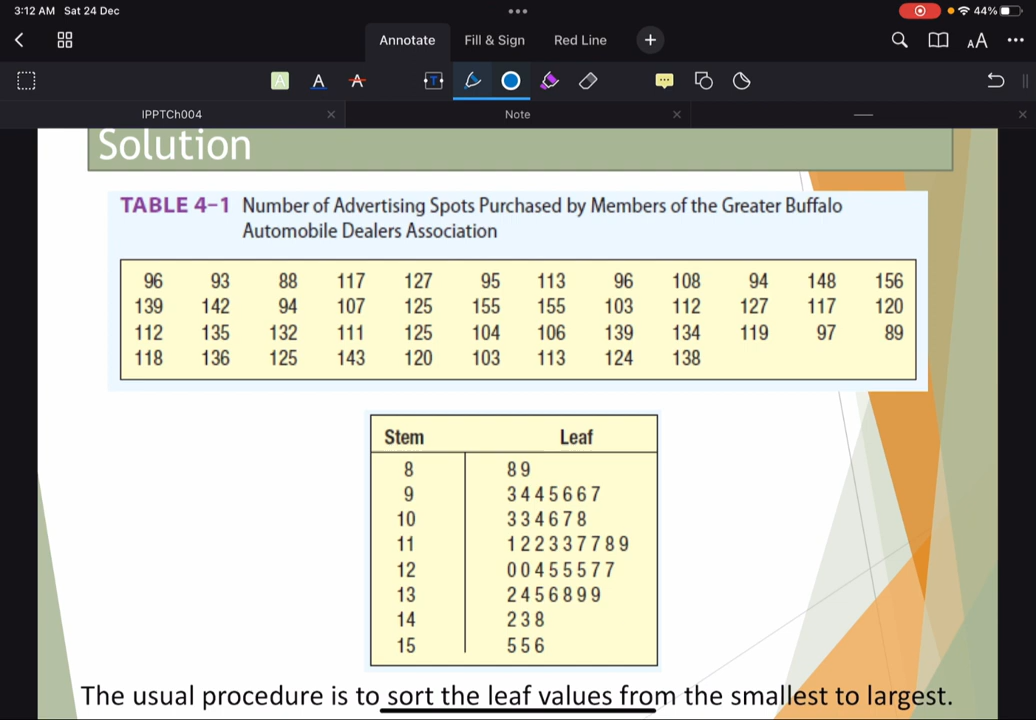 3:12 AM Sat 24 Dec
44%
Annotate Fill & Sign Red Line
AA
A A A T
IPPTCh004 Note
Solution
TABLE 4–1 Number of Advertising Spots Purchased by Members of the Greater Buffalo
Automobile Dealers Association
96 93 88 117 127 95 113 96 108 94 148 156
139 142 94 107 125 155 155 103 112 127 117 120
112 135 132 111 125 104 106 139 134 119 97 89
118 136 125 143 120 103 113 124 138
Stem Leaf
8 8 9
9 3 4 4 5 6 6 7
10 3 3 4 6 7 8
11 1 2 2 3 3 7 7 8 9
12 0 0 4 5 5 5 7 7
13 2 4 5 6 8 9 9
14 2 3 8
15 5 5 6
The usual procedure is to sort the leaf values from the smallest to largest.